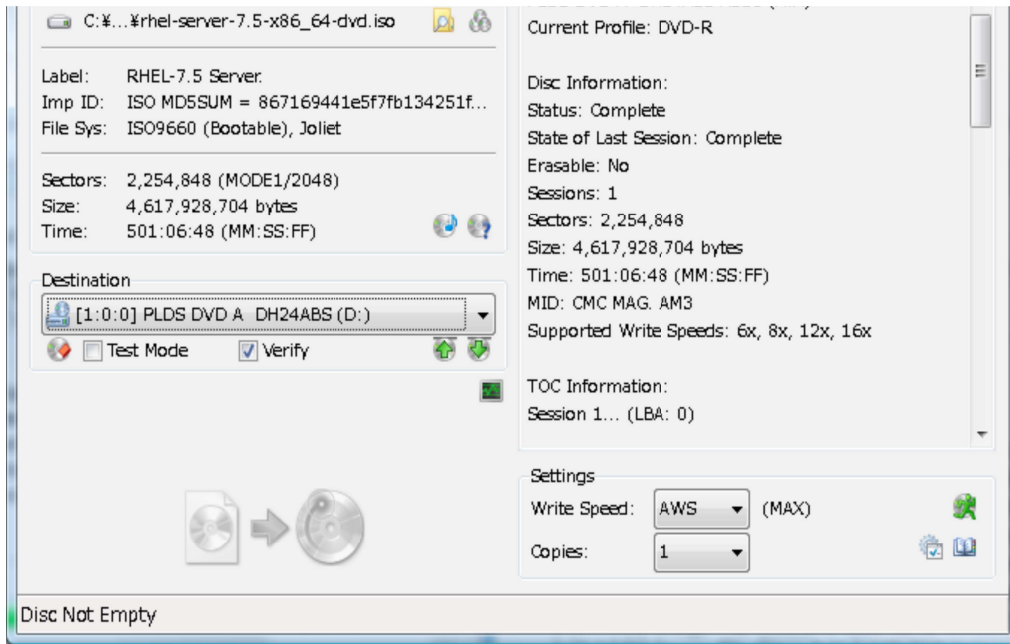 C:¥...¥rhel-server-7.5-x86_64-dvd.iso
Label: RHEL-7.5 Server.
Imp ID: ISO MD5SUM = 867169441e5f7fb134251f...
File Sys: ISO9660 (Bootable), Joliet
Sectors: 2,254,848 (MODE1/2048)
Size: 4,617,928,704 bytes
Time: 501:06:48 (MM:SS:FF)
Destination
[1:0:0] PLDS DVD A DH24ABS (D:)
Test Mode
Verify
Current Profile: DVD-R
Disc Information:
Status: Complete
State of Last Session: Complete
Erasable: No
Sessions: 1
Sectors: 2,254,848
Size: 4,617,928,704 bytes
Time: 501:06:48 (MM:SS:FF)
MID: CMC MAG. AM3
Supported Write Speeds: 6x, 8x, 12x, 16x
TOC Information:
Session 1... (LBA: 0)
Settings
Write Speed: AWS (MAX)
Copies: 1
Disc Not Empty